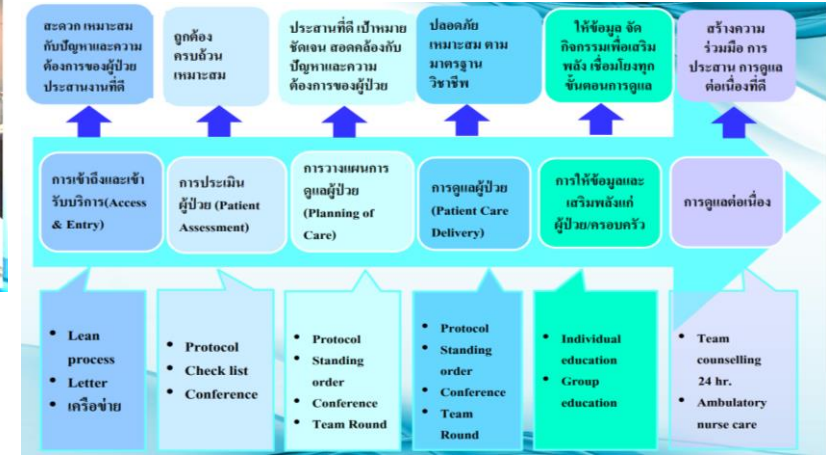 สะดวก เหมาะสม
กับปัญหาและความ
ต้องการของผู้ป่วย
ประสานงานที่ดี
ถูกต้อง
ครบถ้วน
เหมาะสม
ประสานที่ดี เป้าหมาย
ชัดเจน สอดคล้องกับ
ปัญหาและความ
ต้องการของผู้ป่วย
ปลอดภัย
เหมาะสม ตาม
มาตรฐาน
วิชาชีพ
ให้ข้อมูล จัด
กิจกรรมเพื่อเสริม
พลัง เชื่อมโยงทุก
ขั้นตอนการดูแล
สร้างความ
ร่วมมือ การ
ประสาน การดูแล
ต่อเนื่องที่ดี
การเข้าถึงและเข้า
รับบริการ(Access
& Entry)
การประเมิน
ผู้ป่วย (Patient
Assessment)
การวางแผนการ
ดูแลผู้ป่วย
(Planning of
Care)
การดูแลผู้ป่วย
(Patient Care
Delivery)
การให้ข้อมูลและ
เสริมพลังแก่
ผู้ป่วย/ครอบครัว
การดูแลต่อเนื่อง
• Lean
process
• Letter
• เครือข่าย
• Protocol
• Check list
• Conference
• Protocol
• Standing
order
• Conference
• Team Round
• Protocol
• Standing
order
• Conference
• Team
Round
• Individual
education
• Group
education
• Team
counselling
24 hr.
• Ambulatory
nurse care